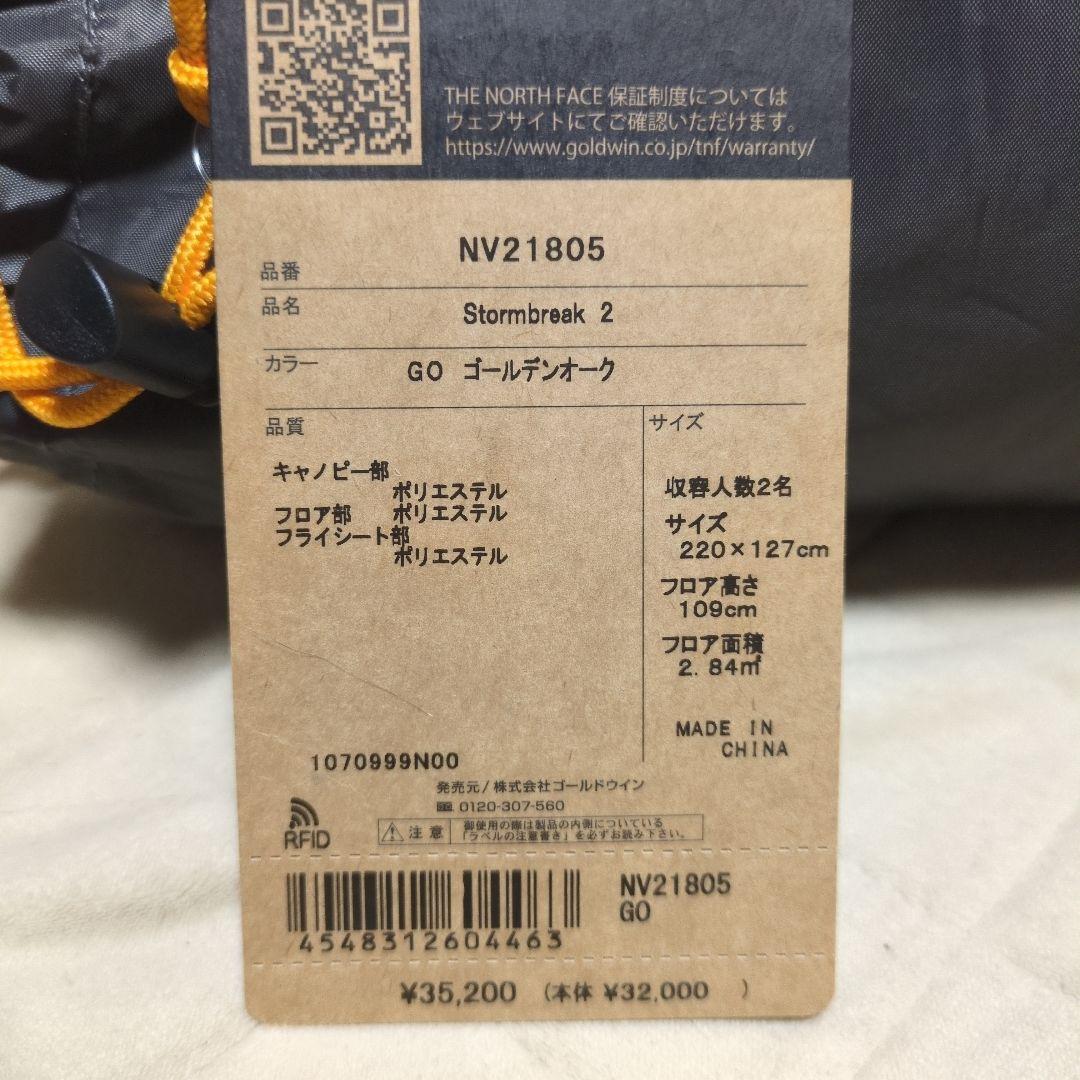 THE NORTH FACE 保証制度については
ウェブサイトにてご確認いただけます。
https://www.goldwin.co.jp/tnf/warranty/
品番 NV21805
品名 Stormbreak 2
カラー GO ゴールデンオーク
品質
キャノピー部
ポリエステル
フロア部 ポリエステル
フライシート部
ポリエステル
サイズ
収容人数2名
サイズ
220×127cm
フロア高さ
109cm
フロア面積
2.84㎡
MADE IN
CHINA
1070999N00
発売元/株式会社ゴールドウイン
0120-307-560
RFID
注意
御使用の際は製品の内側についている
「ラベルの注意書き」を必ずお読み下さい。
4548312604463
NV21805
GO
¥35,200 (本体 ¥32,000 )